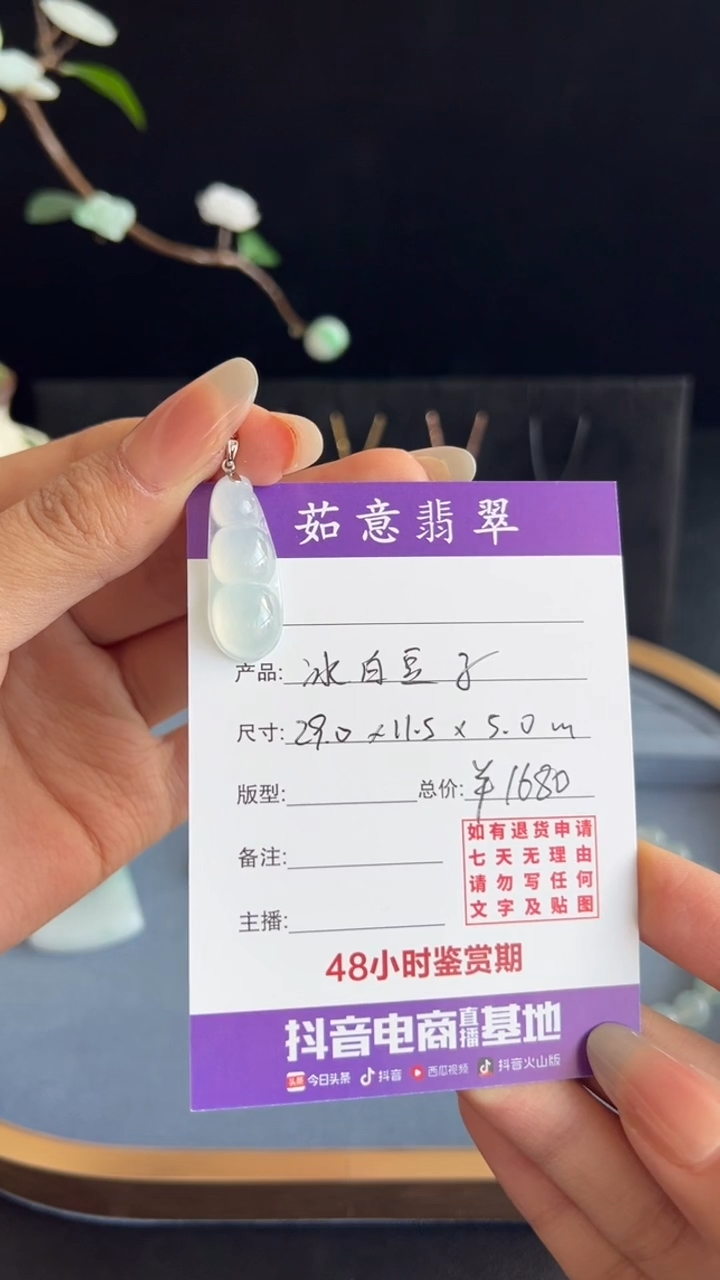 茹意翡翠
产品: 冰白豆子
尺寸: 29.0×11.5×5.0m
版型: 总价: ¥1680
备注:
如有退货申请
七天无理由
请勿写任何
文字及贴图
主播:
48小时鉴赏期
抖音电商直播基地
头条 今日头条 抖音 西瓜视频 抖音火山版